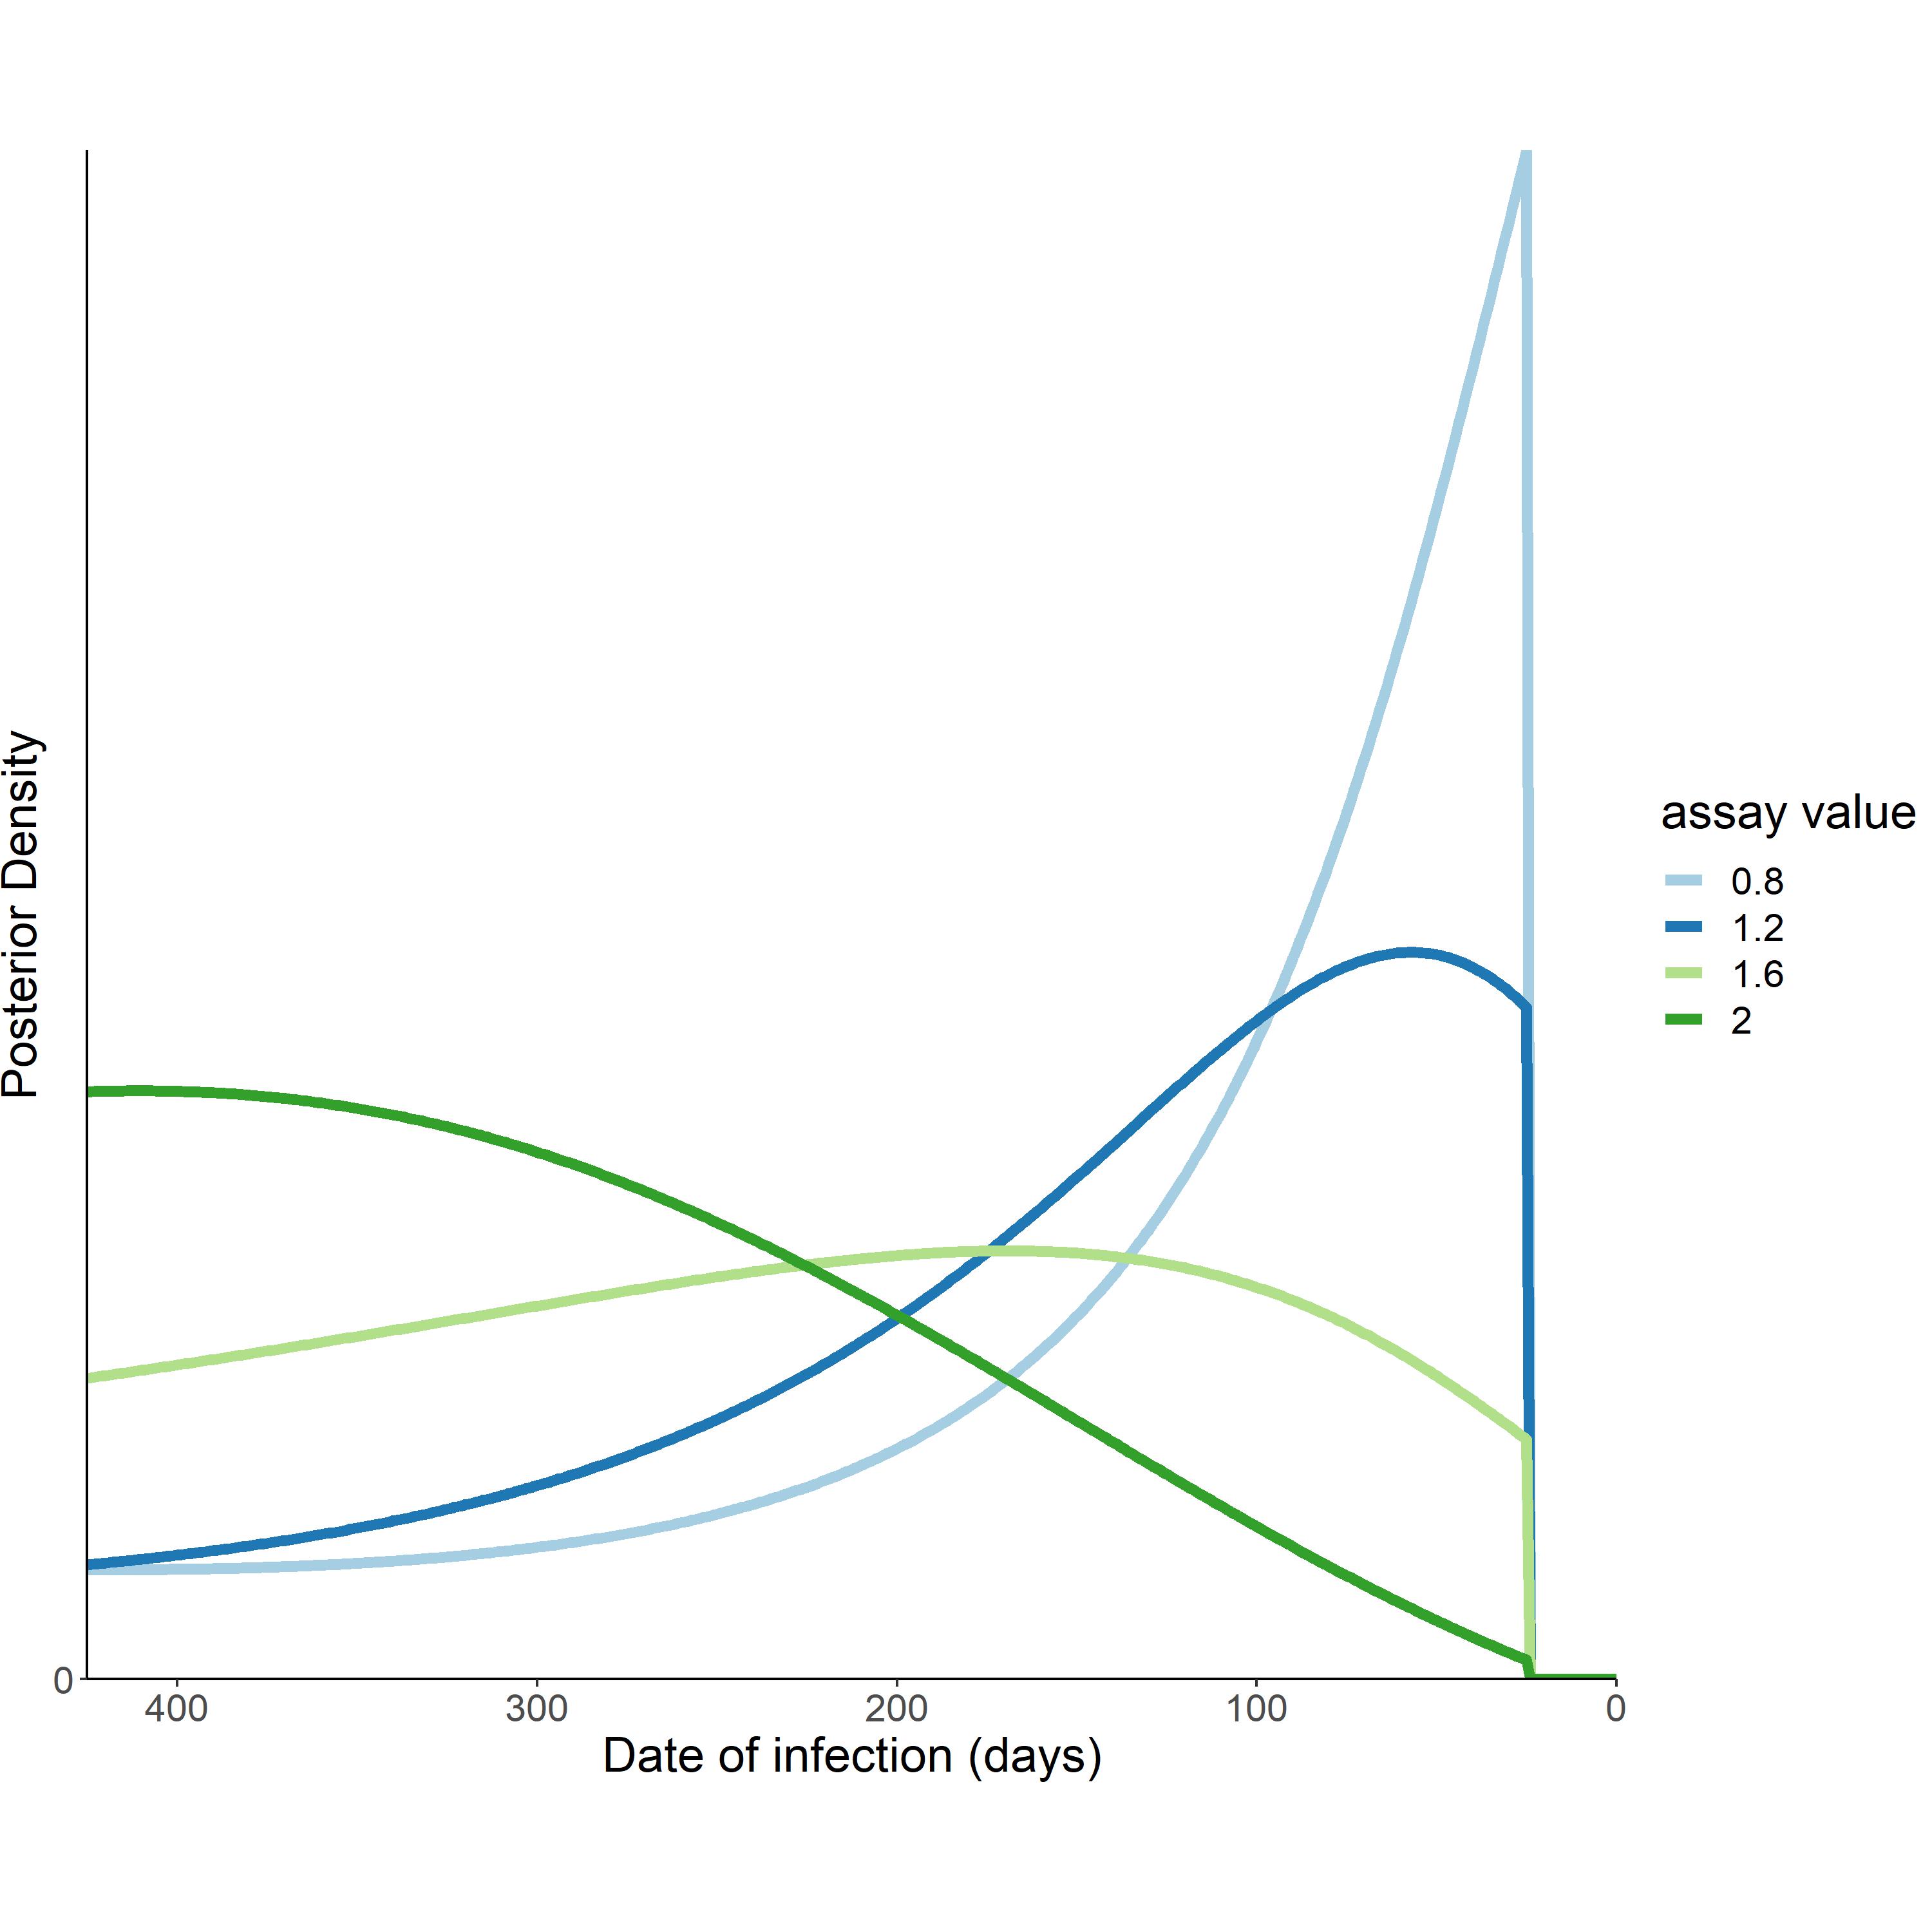 Posterior Density
0
400 300 200 100 0
Date of infection (days)
assay value
0.8
1.2
1.6
2